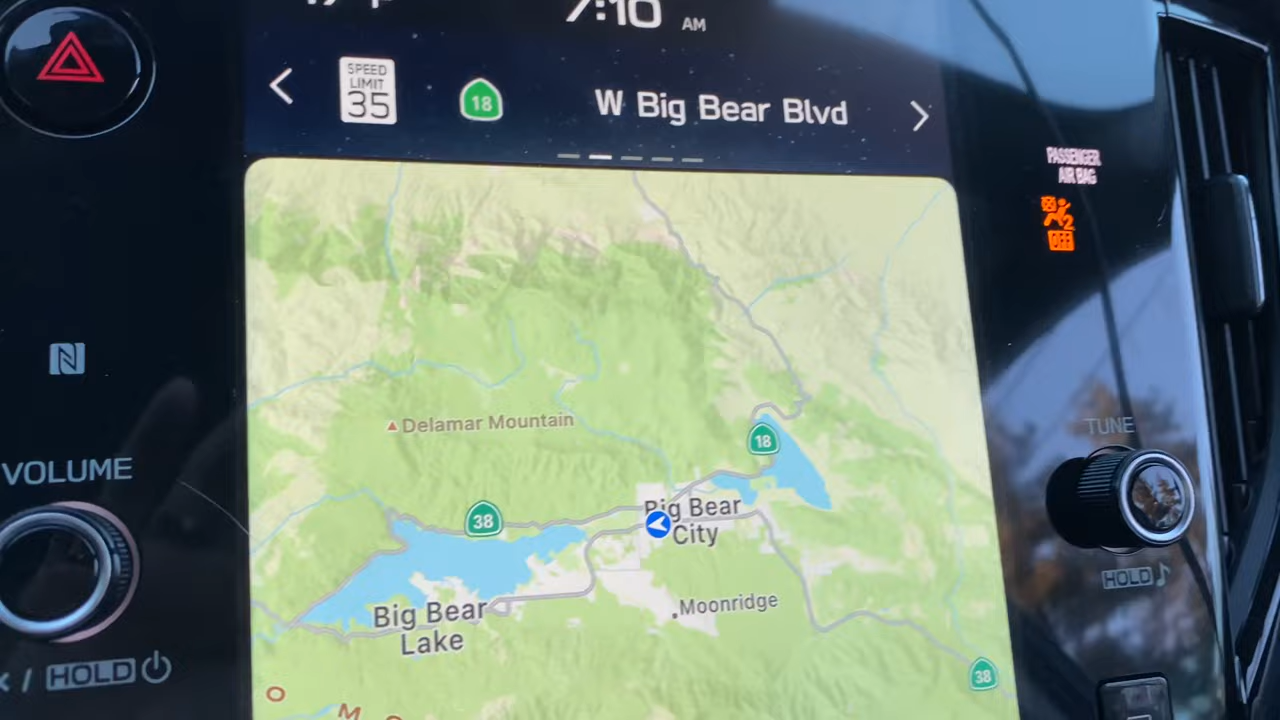 7:10 AM
SPEED
LIMIT
35
18
W Big Bear Blvd
PASSENGER
AIR BAG
2
OFF
N
Delamar Mountain
18
VOLUME
TUNE
38
Big Bear
City
HOLD
Big Bear
Lake
Moonridge
/ HOLD
38
O
M